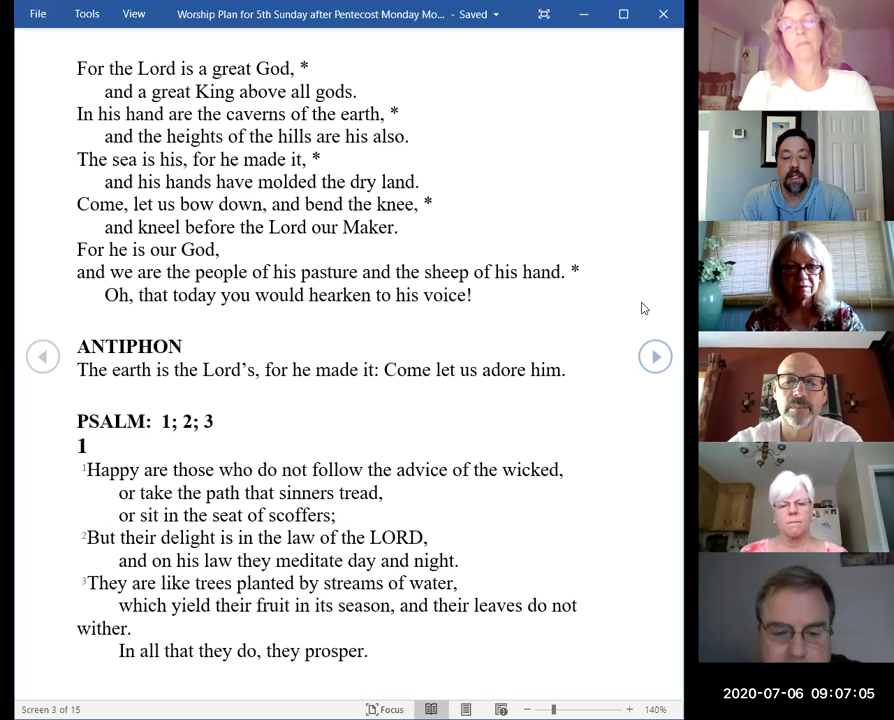 File Tools View Worship Plan for 5th Sunday after Pentecost Monday Mo... - Saved
For the Lord is a great God, *
and a great King above all gods.
In his hand are the caverns of the earth, *
and the heights of the hills are his also.
The sea is his, for he made it, *
and his hands have molded the dry land.
Come, let us bow down, and bend the knee, *
and kneel before the Lord our Maker.
For he is our God,
and we are the people of his pasture and the sheep of his hand. *
Oh, that today you would hearken to his voice!
ANTIPHON
The earth is the Lord’s, for he made it: Come let us adore him.
PSALM: 1; 2; 3
1
1Happy are those who do not follow the advice of the wicked,
or take the path that sinners tread,
or sit in the seat of scoffers;
2But their delight is in the law of the LORD,
and on his law they meditate day and night.
3They are like trees planted by streams of water,
which yield their fruit in its season, and their leaves do not
wither.
In all that they do, they prosper.
Screen 3 of 15 Focus 140%
2020-07-06 09:07:05